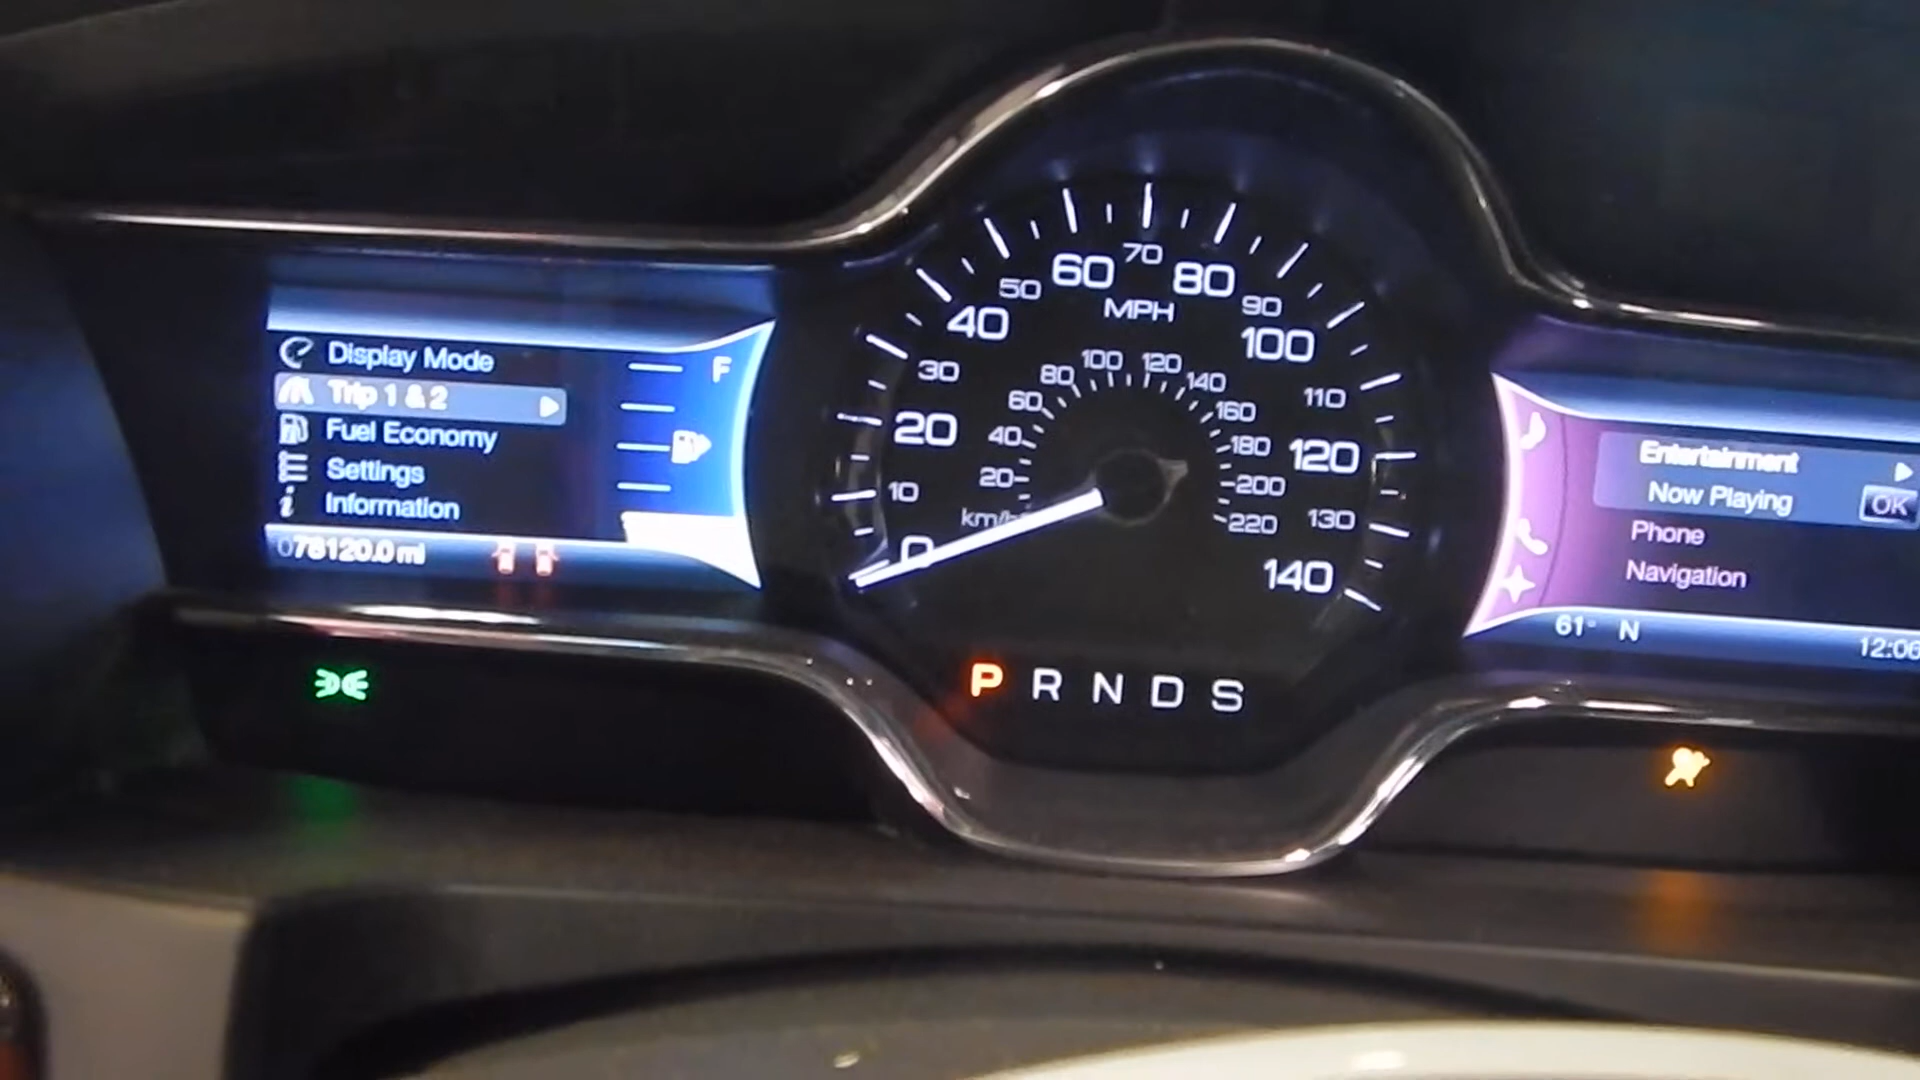 Display Mode
Trip 1 & 2
Fuel Economy
Settings
Information
078120.0 mi
F
0
10
20
30
40
50
60
70
80
90
100
110
120
130
140
MPH
km/h
20
40
60
80
100
120
140
160
180
200
220
P R N D S
Entertainment
Now Playing
OK
Phone
Navigation
61° N
12:06